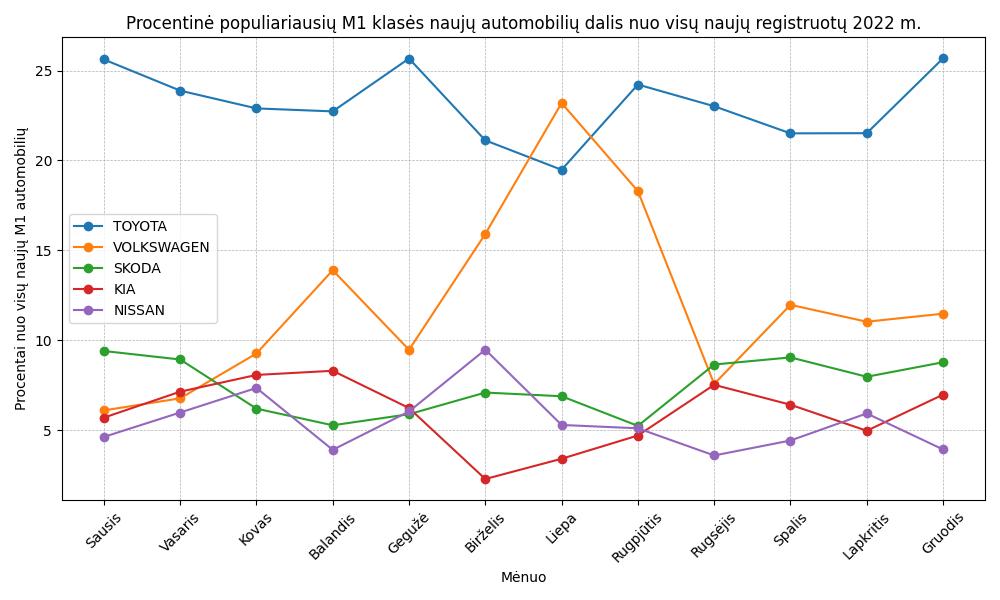 Procentinė populiariausių M1 klasės naujų automobilių dalis nuo visų naujų registruotų 2022 m.
Procentai nuo visų naujų M1 automobilių
25
20
15
10
5
TOYOTA
VOLKSWAGEN
SKODA
KIA
NISSAN
Sausis
Vasaris
Kovas
Balandis
Gegužė
Birželis
Liepa
Rugpjūtis
Rugsėjis
Spalis
Lapkritis
Gruodis
Mėnuo